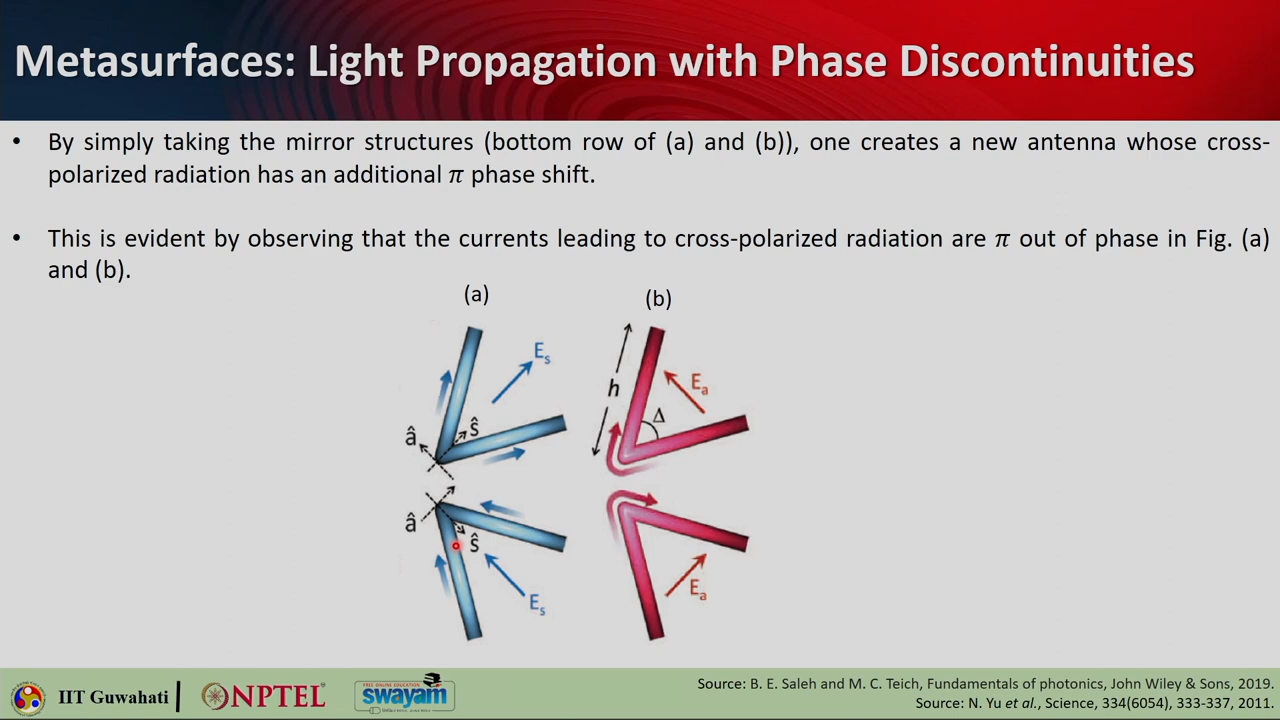 Metasurfaces: Light Propagation with Phase Discontinuities
• By simply taking the mirror structures (bottom row of (a) and (b)), one creates a new antenna whose cross-
polarized radiation has an additional π phase shift.
• This is evident by observing that the currents leading to cross-polarized radiation are π out of phase in Fig. (a)
and (b).
(a)
(b)
Es
h
Ea
Δ
â
ŝ
â
ŝ
Es
Ea
IIT Guwahati
NPTEL
FREE ONLINE EDUCATION
swayam
Source: B. E. Saleh and M. C. Teich, Fundamentals of photonics, John Wiley & Sons, 2019.
Source: N. Yu et al., Science, 334(6054), 333-337, 2011.